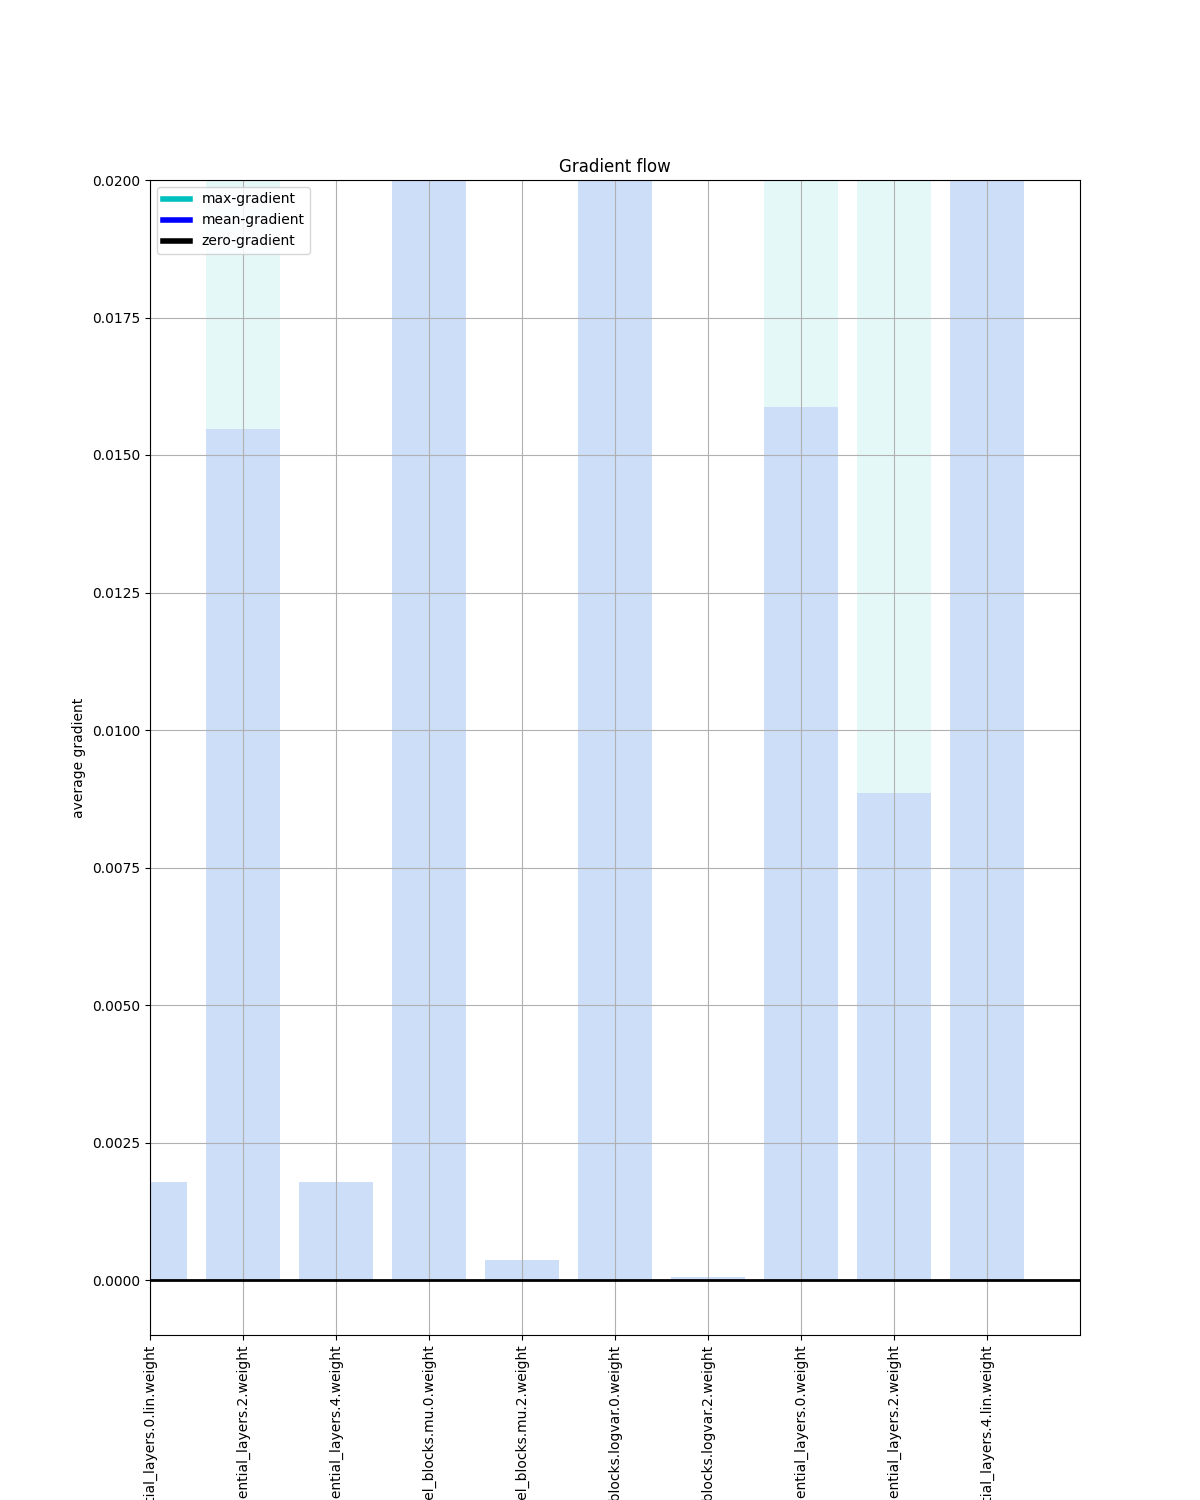 Gradient flow
max-gradient
mean-gradient
zero-gradient
0.0200
0.0175
0.0150
0.0125
0.0100
0.0075
0.0050
0.0025
0.0000
average gradient
tial_layers.0.lin.weight
ential_layers.2.weight
ential_layers.4.weight
el_blocks.mu.0.weight
el_blocks.mu.2.weight
blocks.logvar.0.weight
blocks.logvar.2.weight
ential_layers.0.weight
ential_layers.2.weight
tial_layers.4.lin.weight